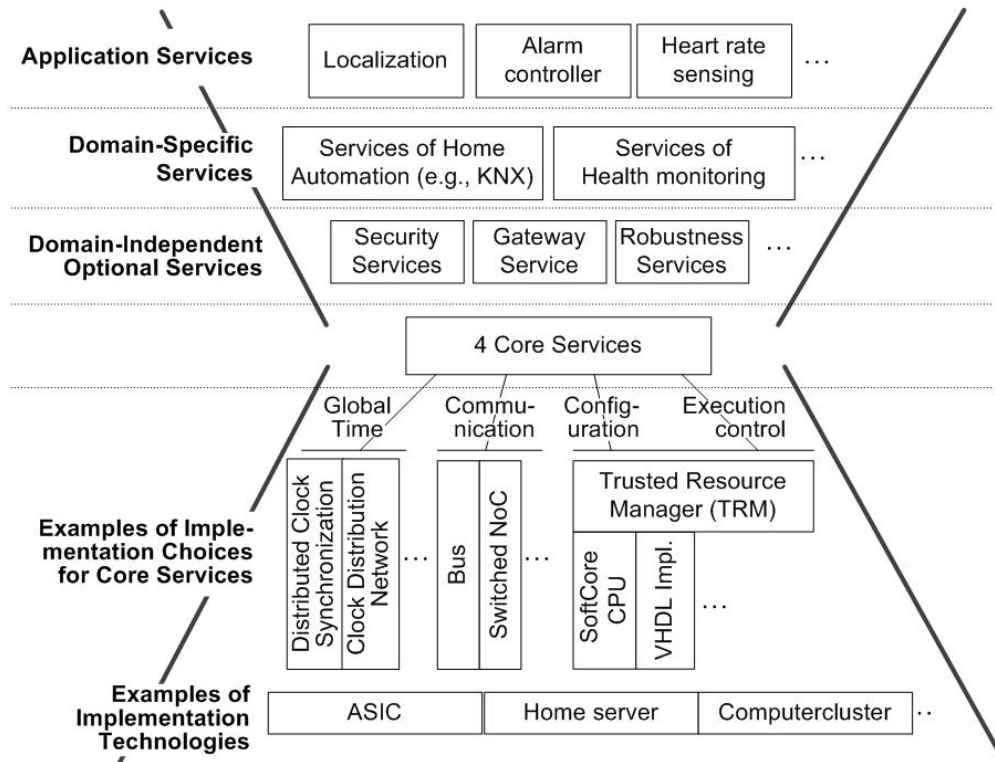 Application Services
Localization
Alarm
controller
Heart rate
sensing
...
Domain-Specific
Services
Services of Home
Automation (e.g., KNX)
Services of
Health monitoring
...
Domain-Independent
Optional Services
Security
Services
Gateway
Service
Robustness
Services
...
4 Core Services
Global
Time
Commu-
nication
Config-
uration
Execution
control
Examples of Imple-
mentation Choices
for Core Services
Distributed Clock
Synchronization
Clock Distribution
Network
...
Bus
Switched NoC
...
Trusted Resource
Manager (TRM)
SoftCore
CPU
VHDL Impl.
...
Examples of
Implementation
Technologies
ASIC
Home server
Computercluster
..